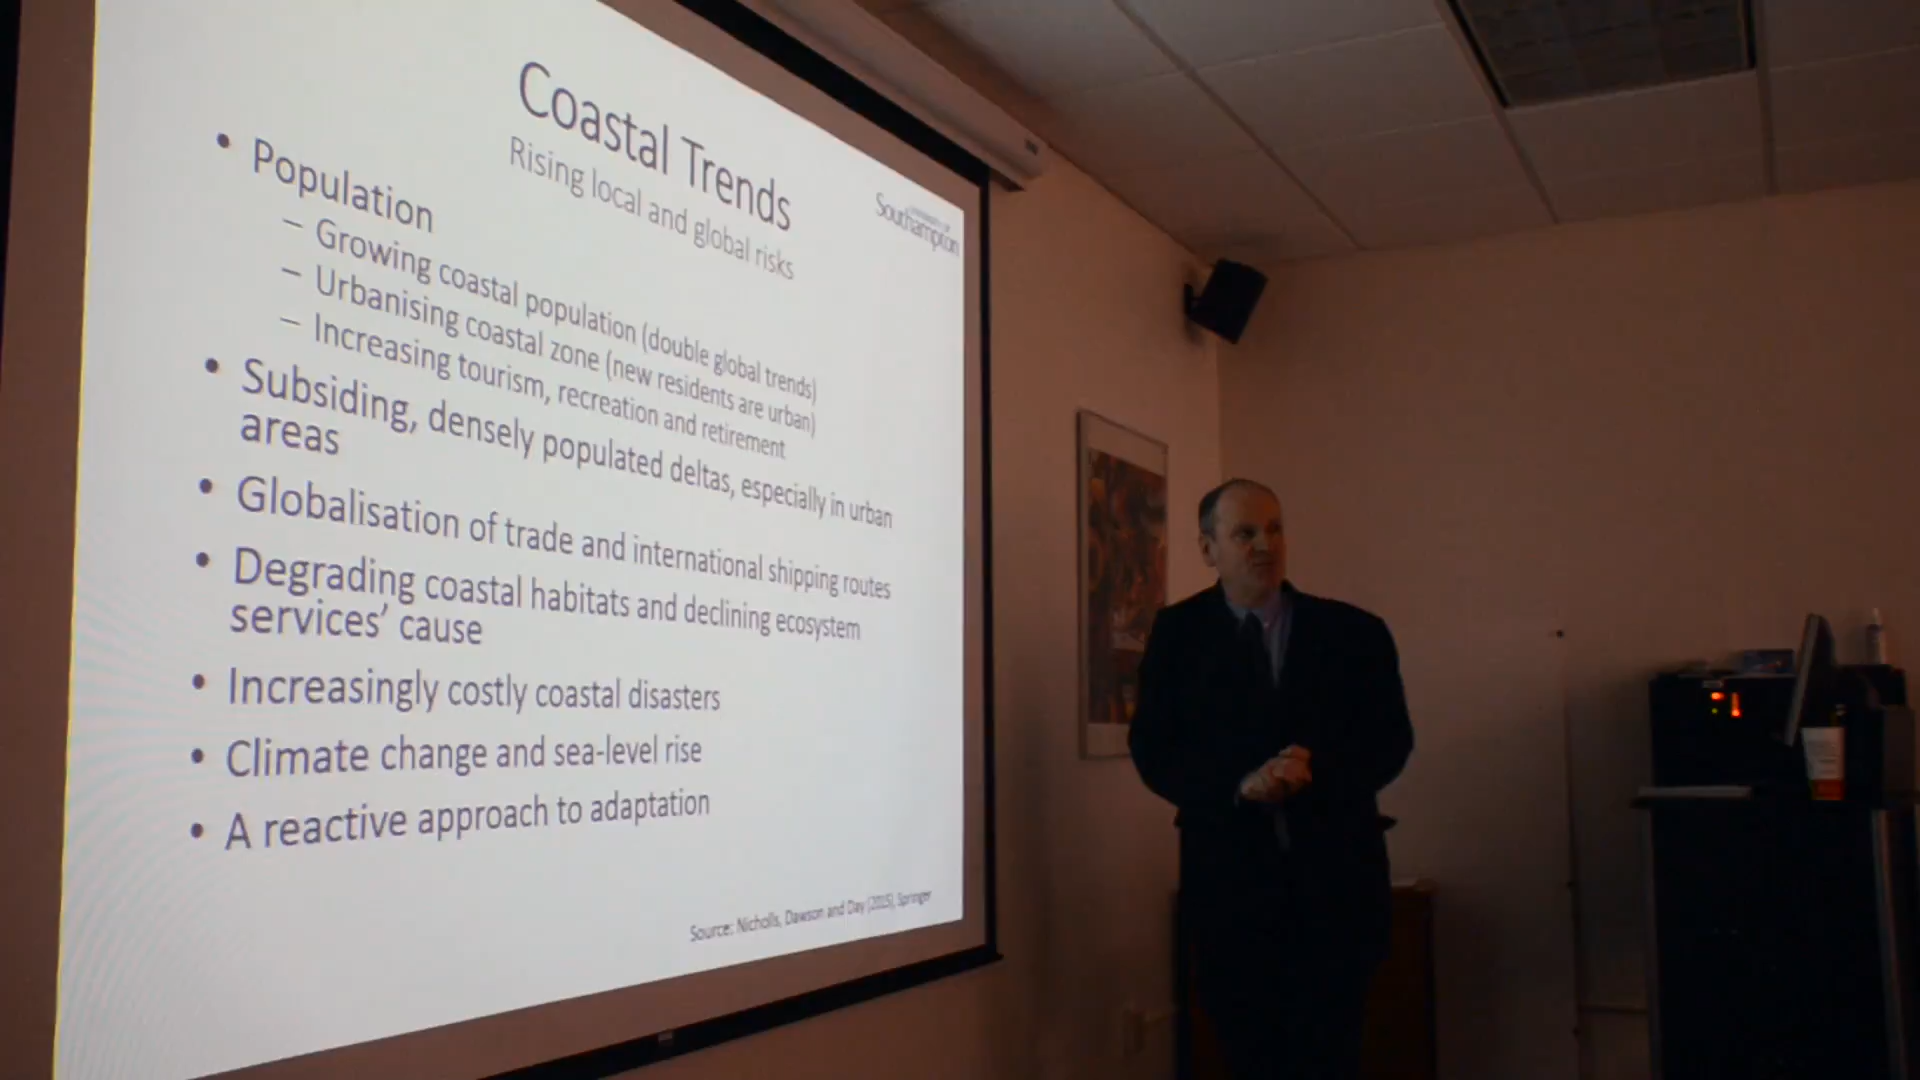 Coastal Trends
Rising local and global risks
Southampton
• Population
– Growing coastal population (double global trends)
– Urbanising coastal zone (new residents are urban)
– Increasing tourism, recreation and retirement
• Subsiding, densely populated deltas, especially in urban
areas
• Globalisation of trade and international shipping routes
• Degrading coastal habitats and declining ecosystem
services’ cause
• Increasingly costly coastal disasters
• Climate change and sea-level rise
• A reactive approach to adaptation
Source: Nicholls, Dawson and Day (2015), Springer